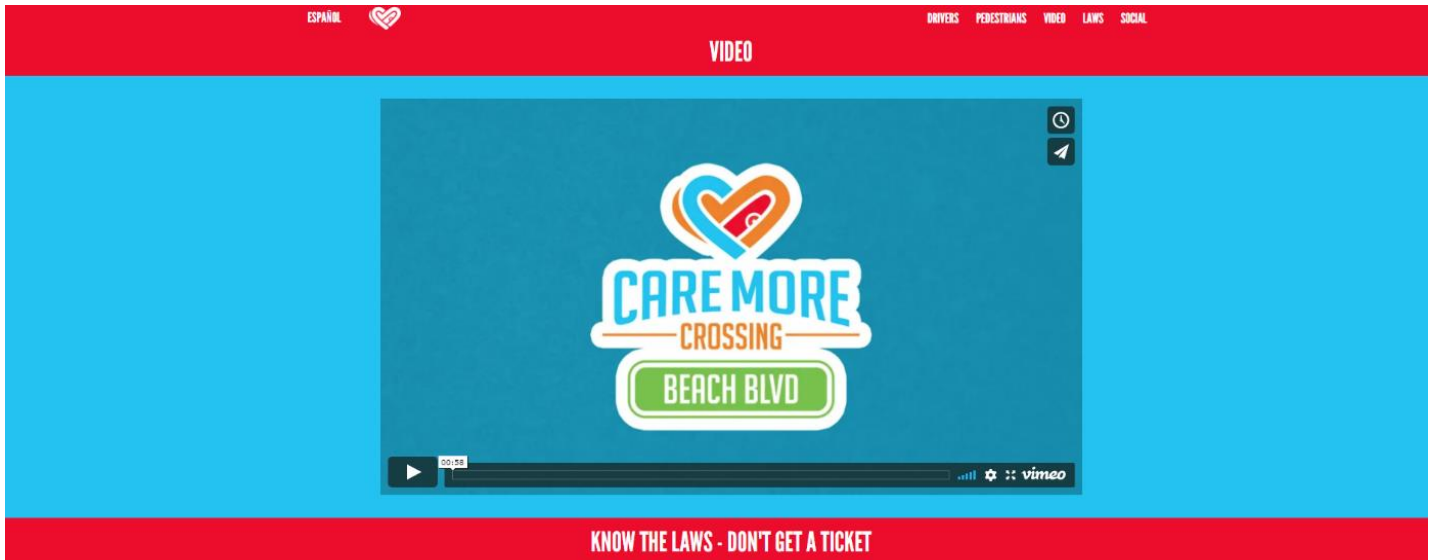 ESPAÑOL DRIVERS PEDESTRIANS VIDEO LAWS SOCIAL
VIDEO
CARE MORE
CROSSING
BEACH BLVD
00:58
vimeo
KNOW THE LAWS - DON'T GET A TICKET